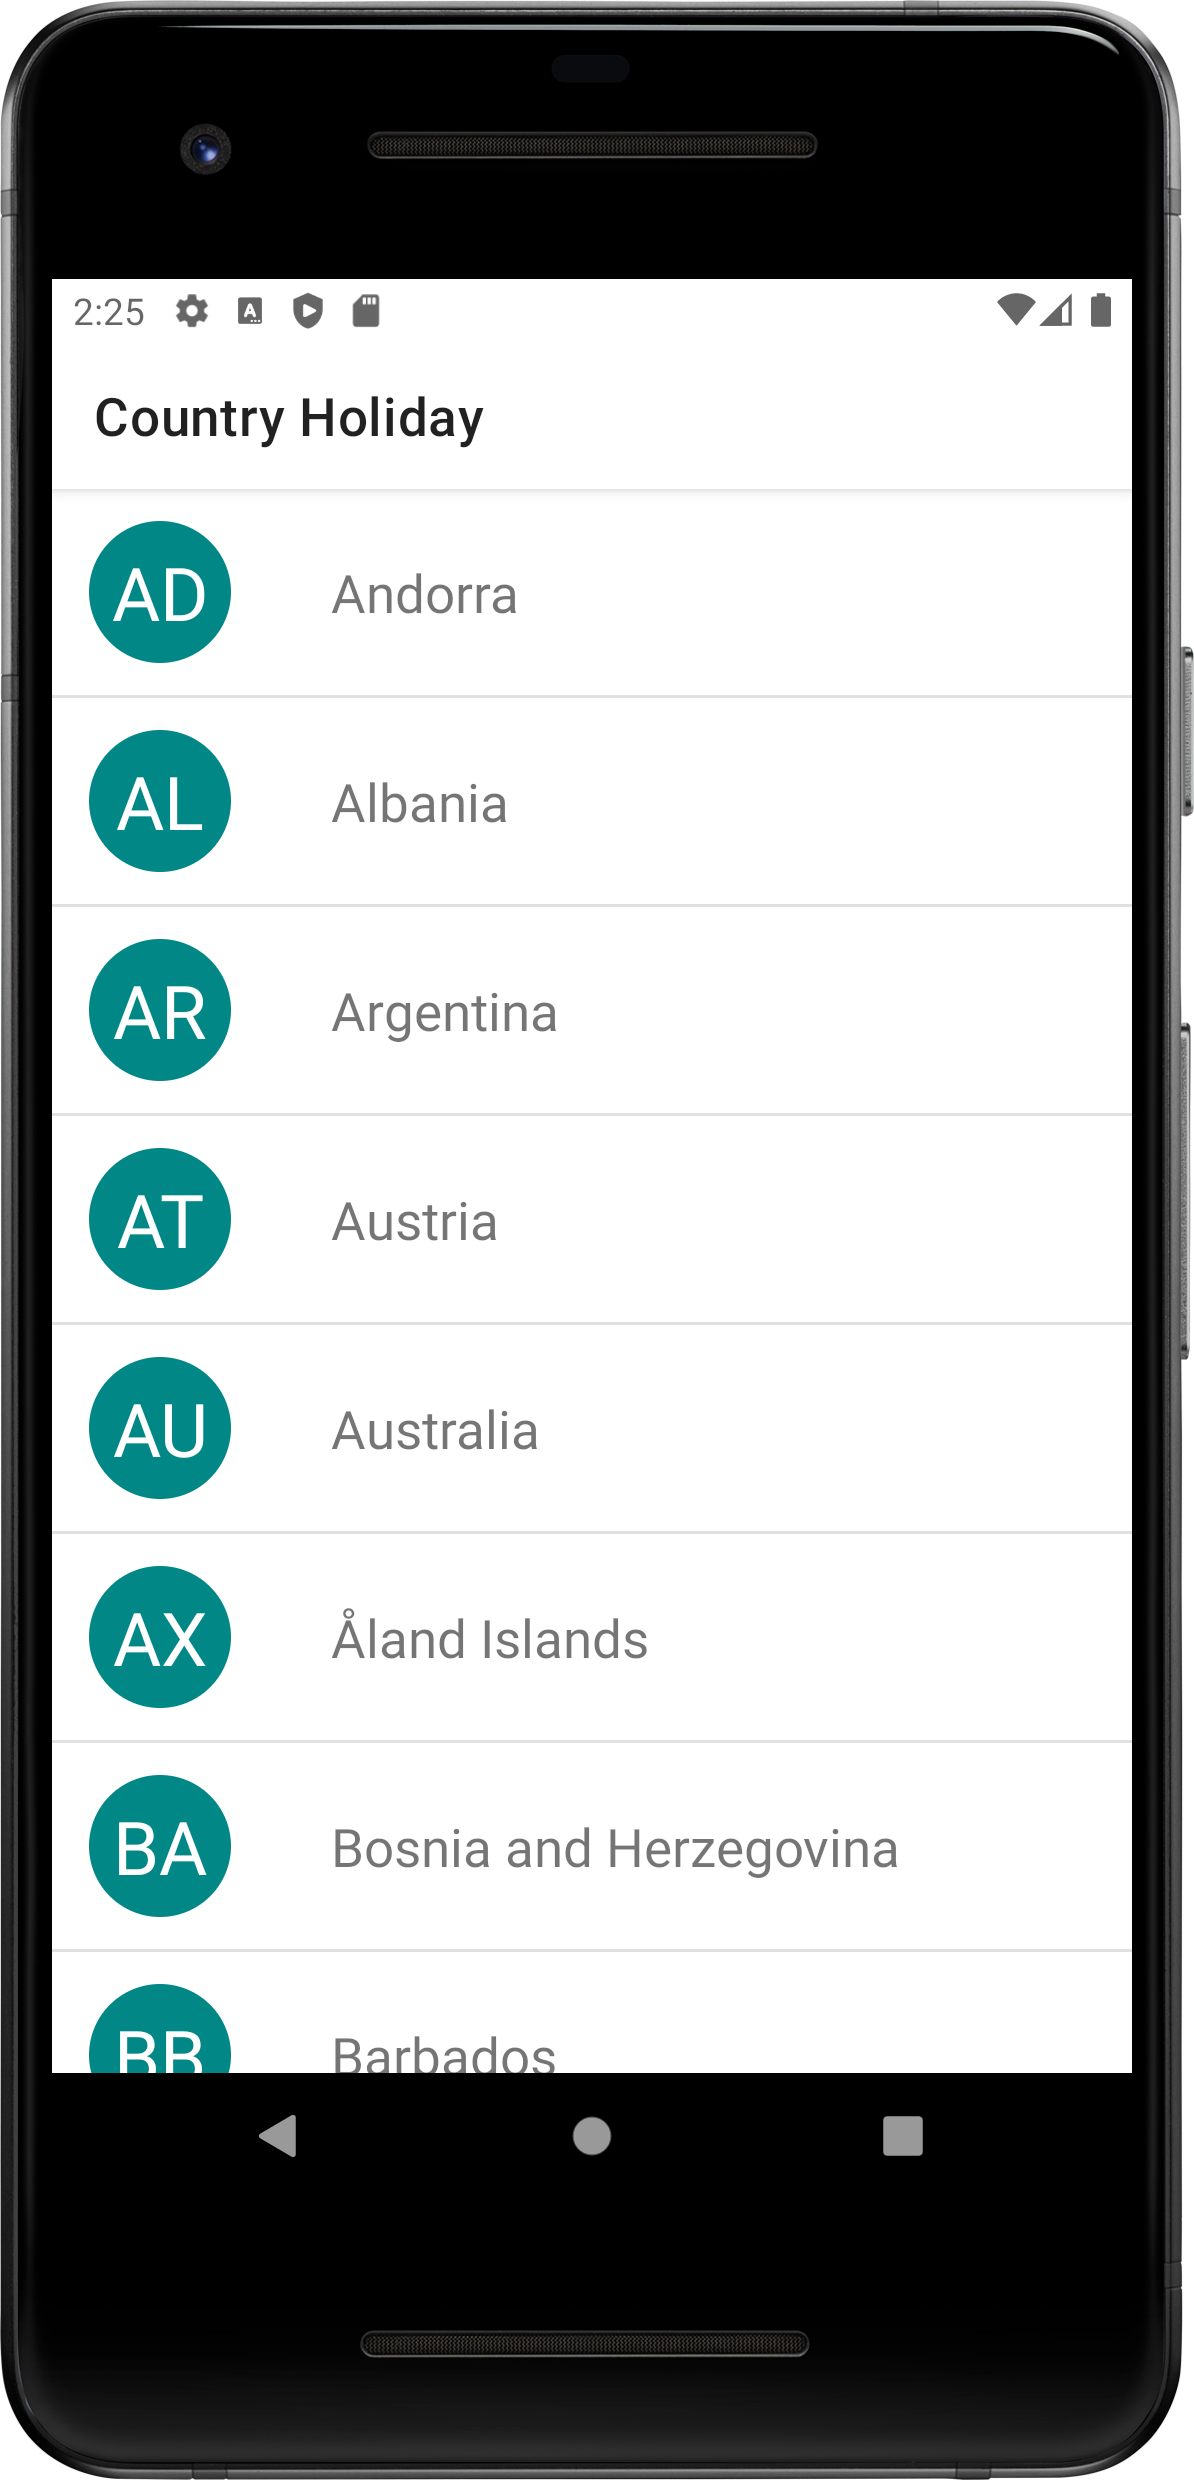 2:25
Country Holiday
AD Andorra
AL Albania
AR Argentina
AT Austria
AU Australia
AX Åland Islands
BA Bosnia and Herzegovina
BB Barbados